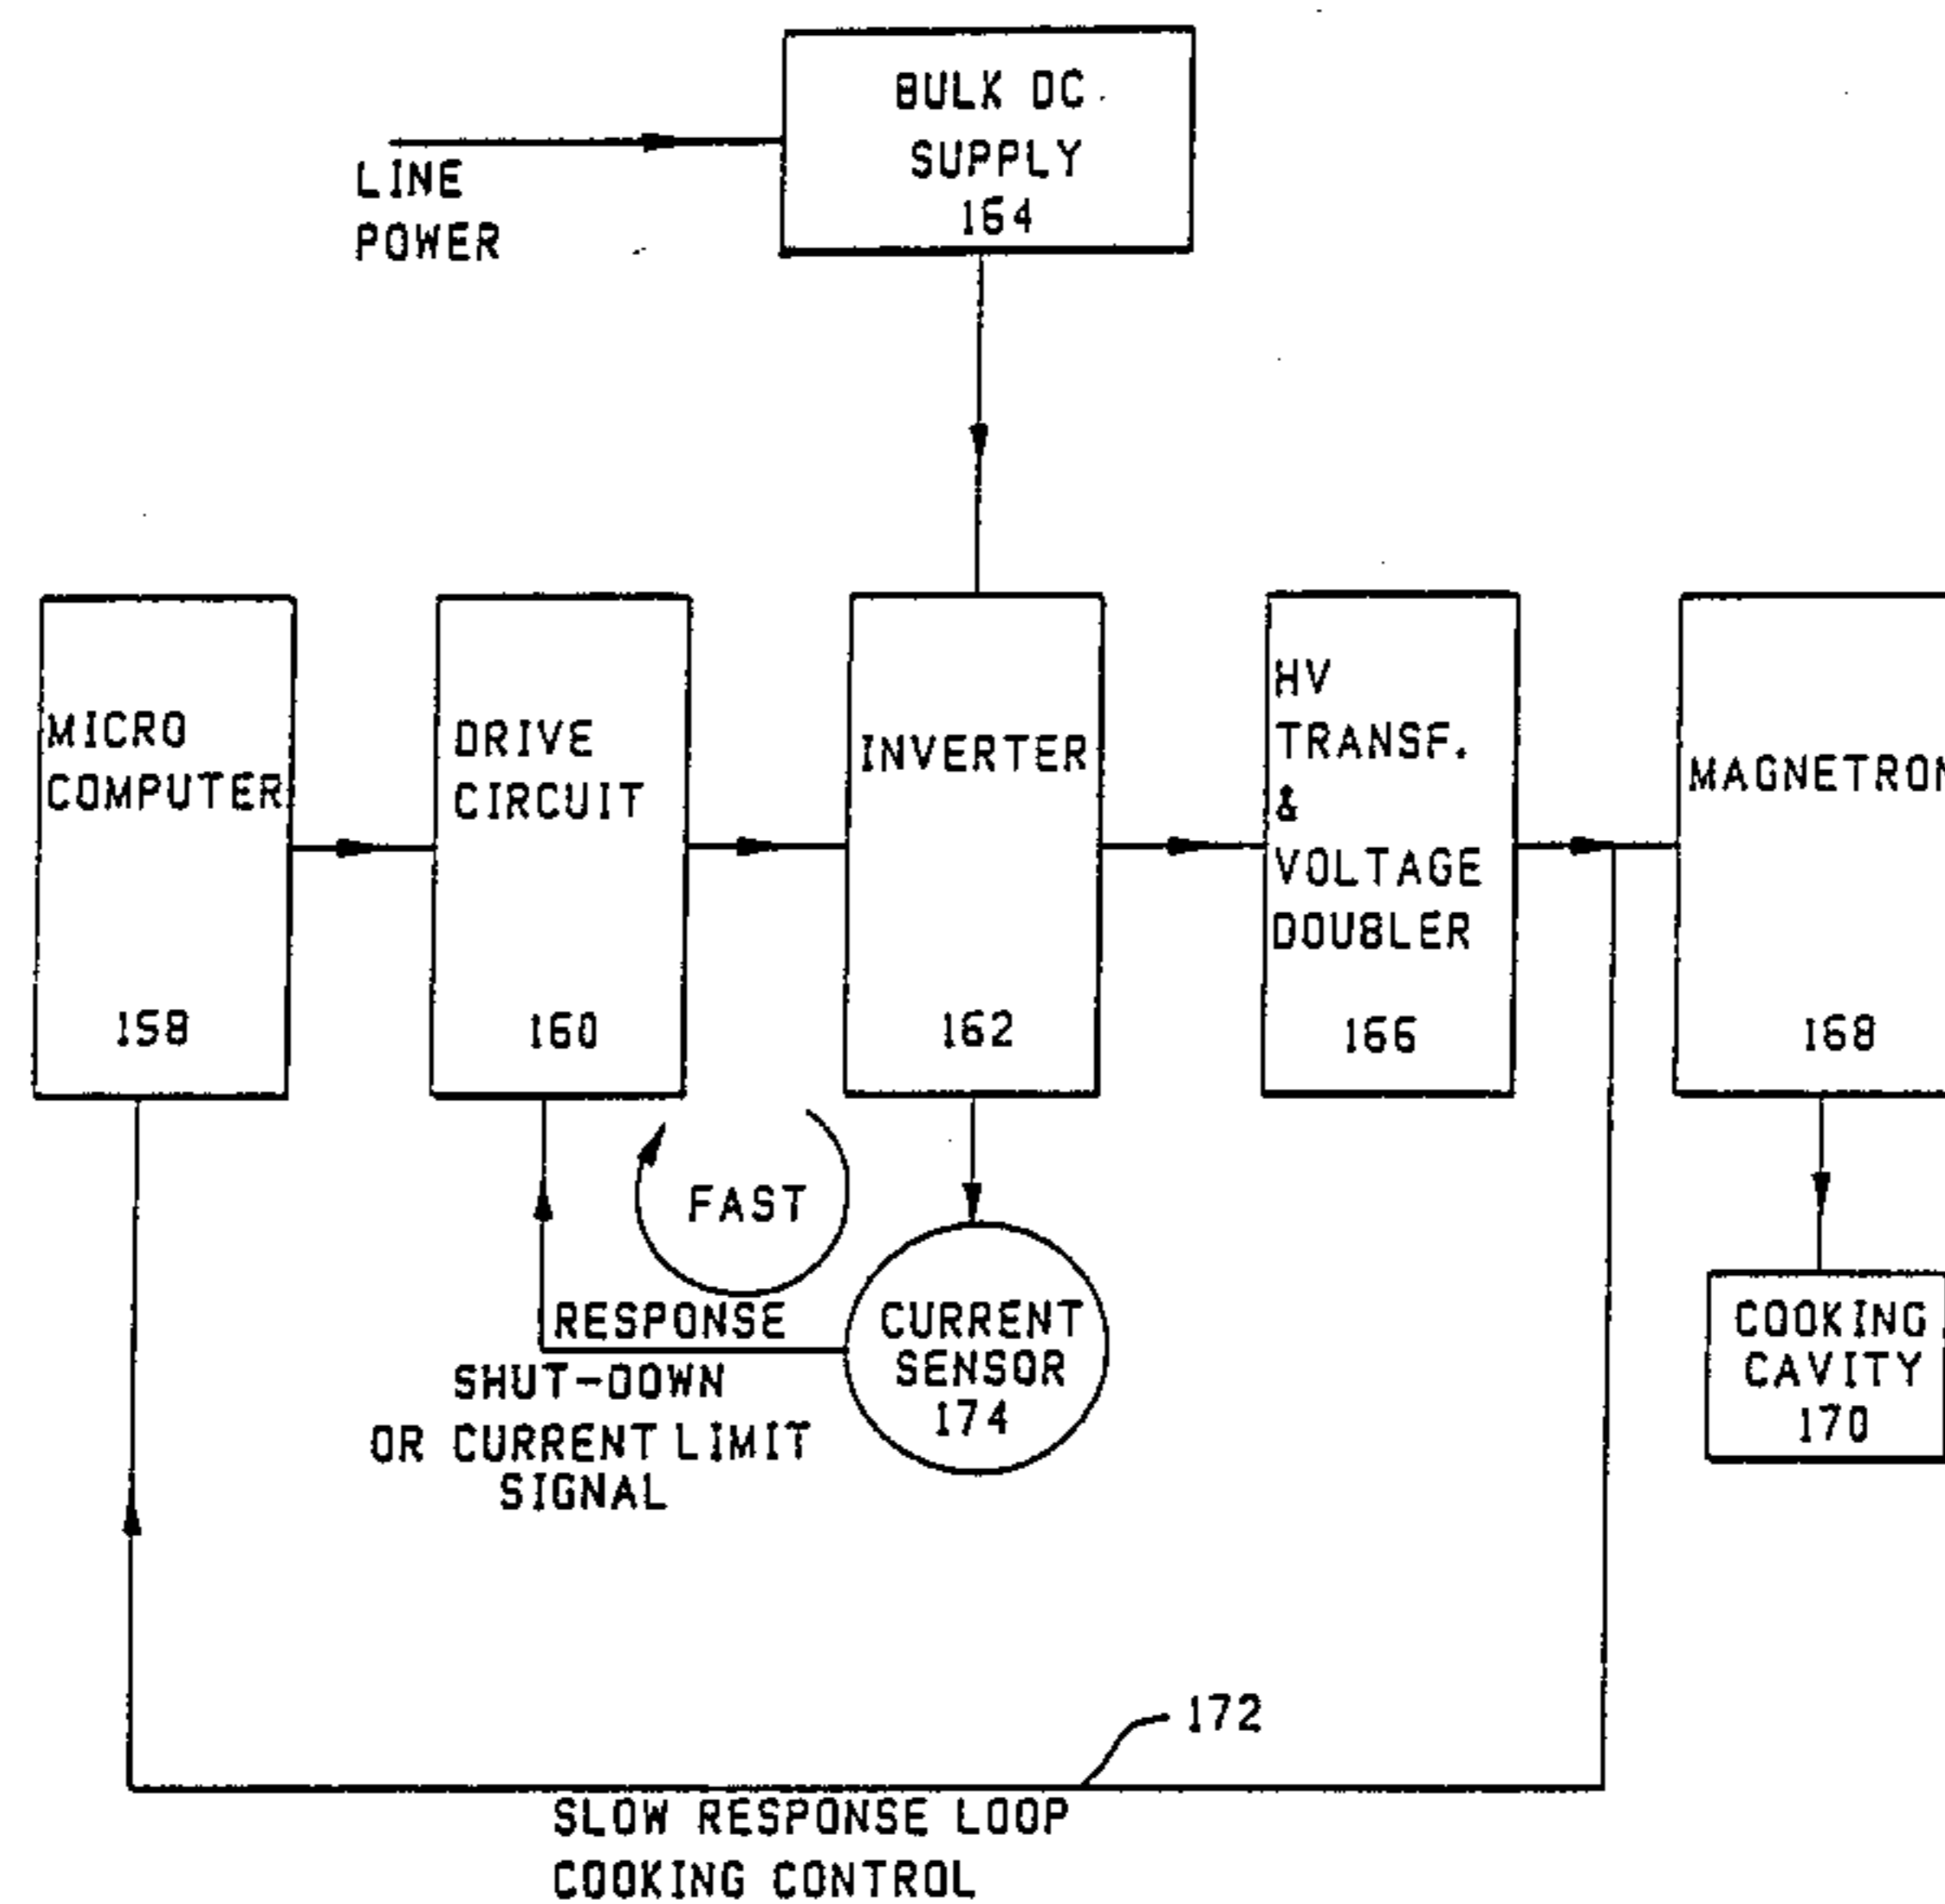 BULK DC
SUPPLY
164
LINE
POWER
MICRO
COMPUTER
158
DRIVE
CIRCUIT
160
INVERTER
162
HV
TRANSF.
&
VOLTAGE
DOUBLER
166
MAGNETRON
168
FAST
RESPONSE
SHUT-DOWN
OR CURRENT LIMIT
SIGNAL
CURRENT
SENSOR
174
COOKING
CAVITY
170
172
SLOW RESPONSE LOOP
COOKING CONTROL